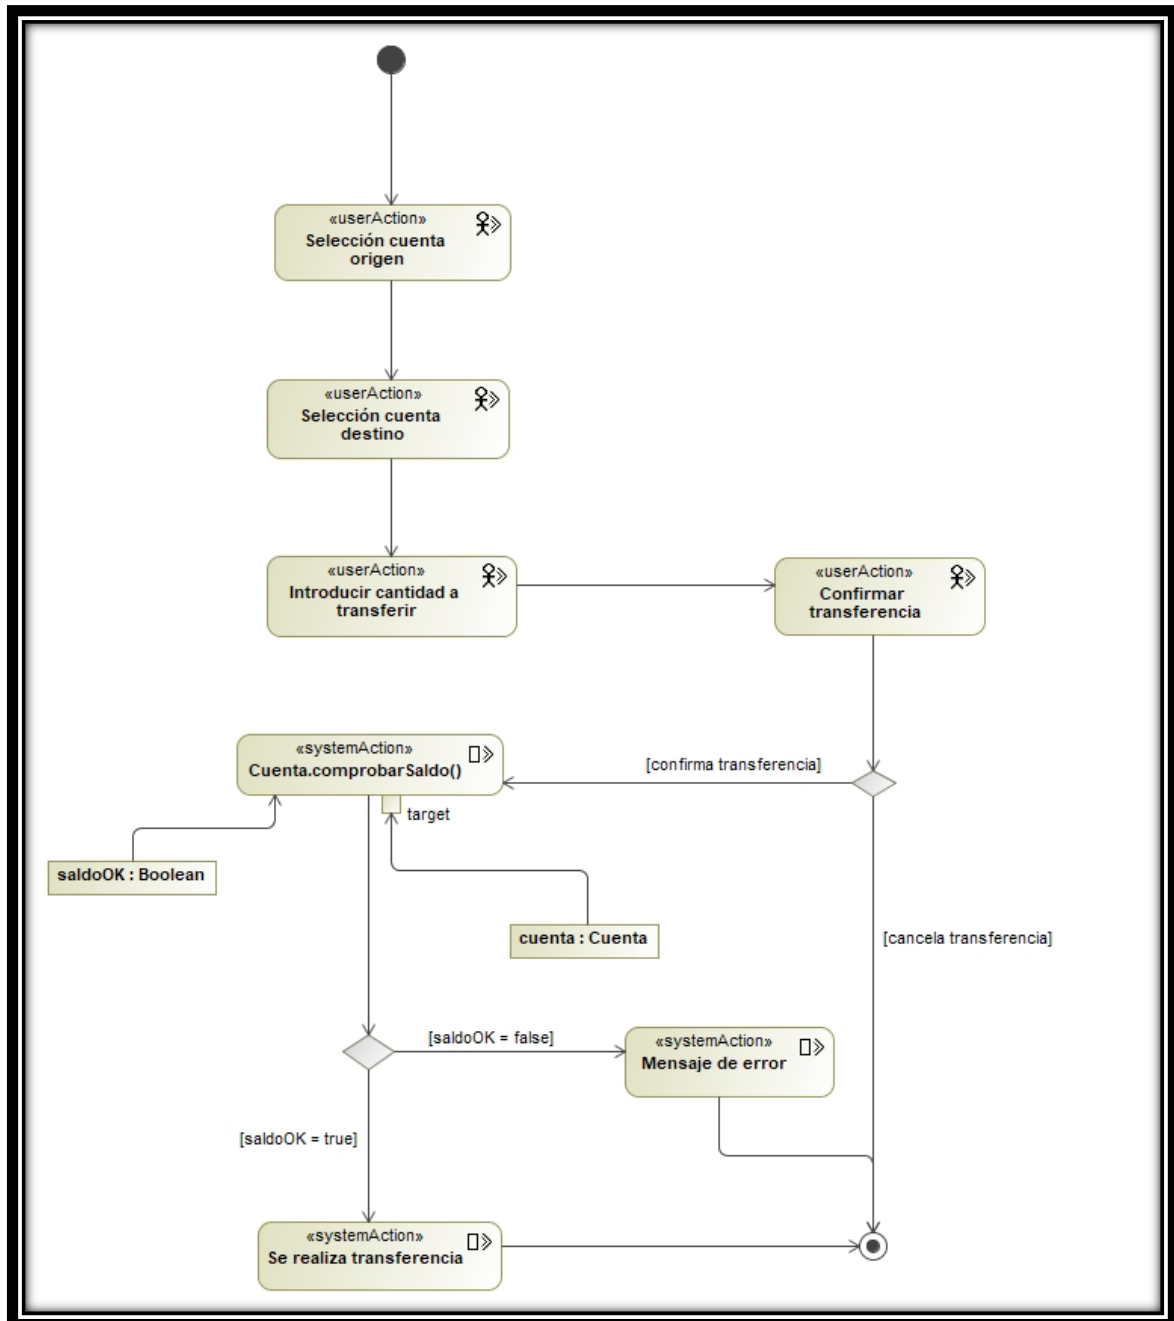 «userAction»
Selección cuenta
origen
«userAction»
Selección cuenta
destino
«userAction»
Introducir cantidad a
transferir
«userAction»
Confirmar
transferencia
«systemAction»
Cuenta.comprobarSaldo()
[confirma transferencia]
target
saldoOK : Boolean
cuenta : Cuenta
[cancela transferencia]
[saldoOK = false]
«systemAction»
Mensaje de error
[saldoOK = true]
«systemAction»
Se realiza transferencia